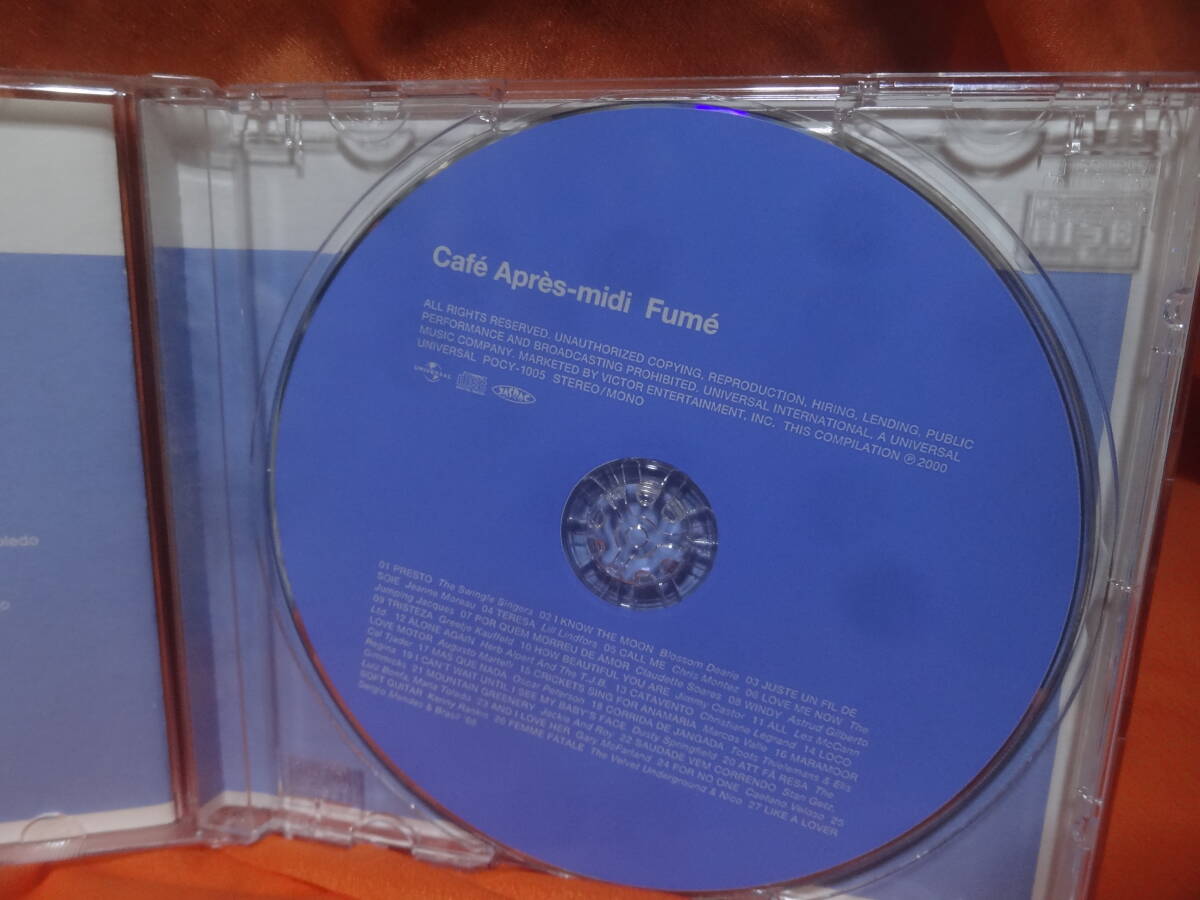 Café Après-midi Fumé
ALL RIGHTS RESERVED. UNAUTHORIZED COPYING, REPRODUCTION, HIRING, LENDING, PUBLIC
PERFORMANCE AND BROADCASTING PROHIBITED. UNIVERSAL INTERNATIONAL, A UNIVERSAL
MUSIC COMPANY. MARKETED BY VICTOR ENTERTAINMENT, INC. THIS COMPILATION ℗ 2000
UNIVERSAL POCY-1005 STEREO/MONO
UNIVERSAL JASRAC
01 PRESTO The Swingle Singers 02 I KNOW THE MOON Blossom Dearie 03 JUSTE UN FIL DE
SOIE Jeanne Moreau 04 TERESA Lill Lindfors 05 CALL ME Chris Montez 06 LOVE ME NOW The
Jumping Jacques 07 POR QUEM MORREU DE AMOR Claudette Soares 08 WINDY Astrud Gilberto
09 TRISTEZA Kauffeld 10 HOW BEAUTIFUL YOU ARE Jimmy Castor 11 ALL Les McCann
Ltd. 12 ALONE AGAIN Herb Alpert And The T.J.B. 13 CATAVENTO Christiane Legrand 14 LOCO
LOVE MOTOR Augusto Martelli 15 CRICKETS SING FOR ANAMARIA Marcos Valle 16 MARAMOOR
Cal Tjader 17 MAS QUE NADA Oscar Peterson 18 CORRIDA DE JANGADA Toots Thielemans & Elis
Regina 19 I CAN'T WAIT UNTIL I SEE MY BABY'S FACE Dusty Springfield 20 ATT FÅ RESA The
Gimmicks 21 MOUNTAIN GREENERY Jackie And Roy 22 SAUDADE VEM CORRENDO Stan Getz,
Luiz Bonfa, Maria Toledo 23 AND I LOVE HER Gary McFarland 24 FOR NO ONE Caetano Veloso 25
SOFT GUITAR Kenny Rankin 26 FEMME FATALE The Velvet Underground & Nico 27 LIKE A LOVER
Sergio Mendes & Brasil '66